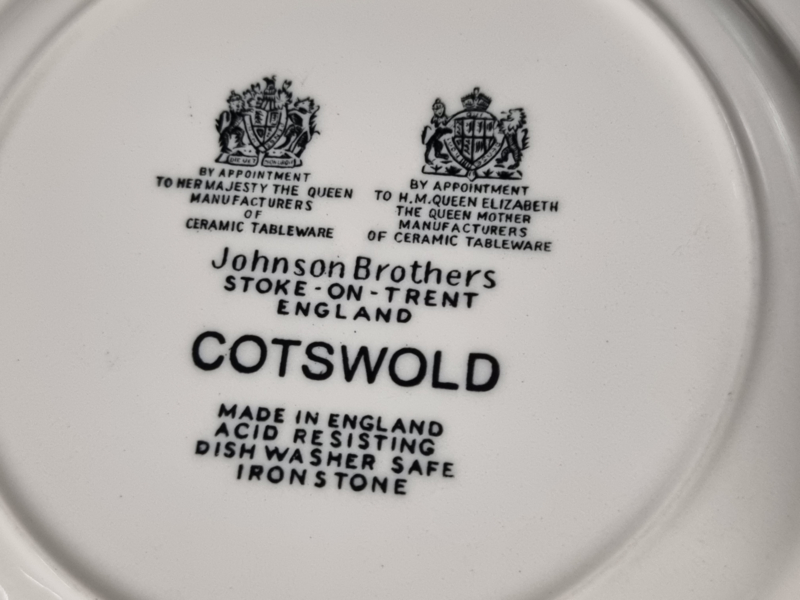 BY APPOINTMENT
TO HER MAJESTY THE QUEEN
MANUFACTURERS
OF
CERAMIC TABLEWARE
BY APPOINTMENT
TO H.M.QUEEN ELIZABETH
THE QUEEN MOTHER
MANUFACTURERS
OF CERAMIC TABLEWARE
Johnson Brothers
STOKE-ON-TRENT
ENGLAND
COTSWOLD
MADE IN ENGLAND
ACID RESISTING
DISH WASHER SAFE
IRONSTONE